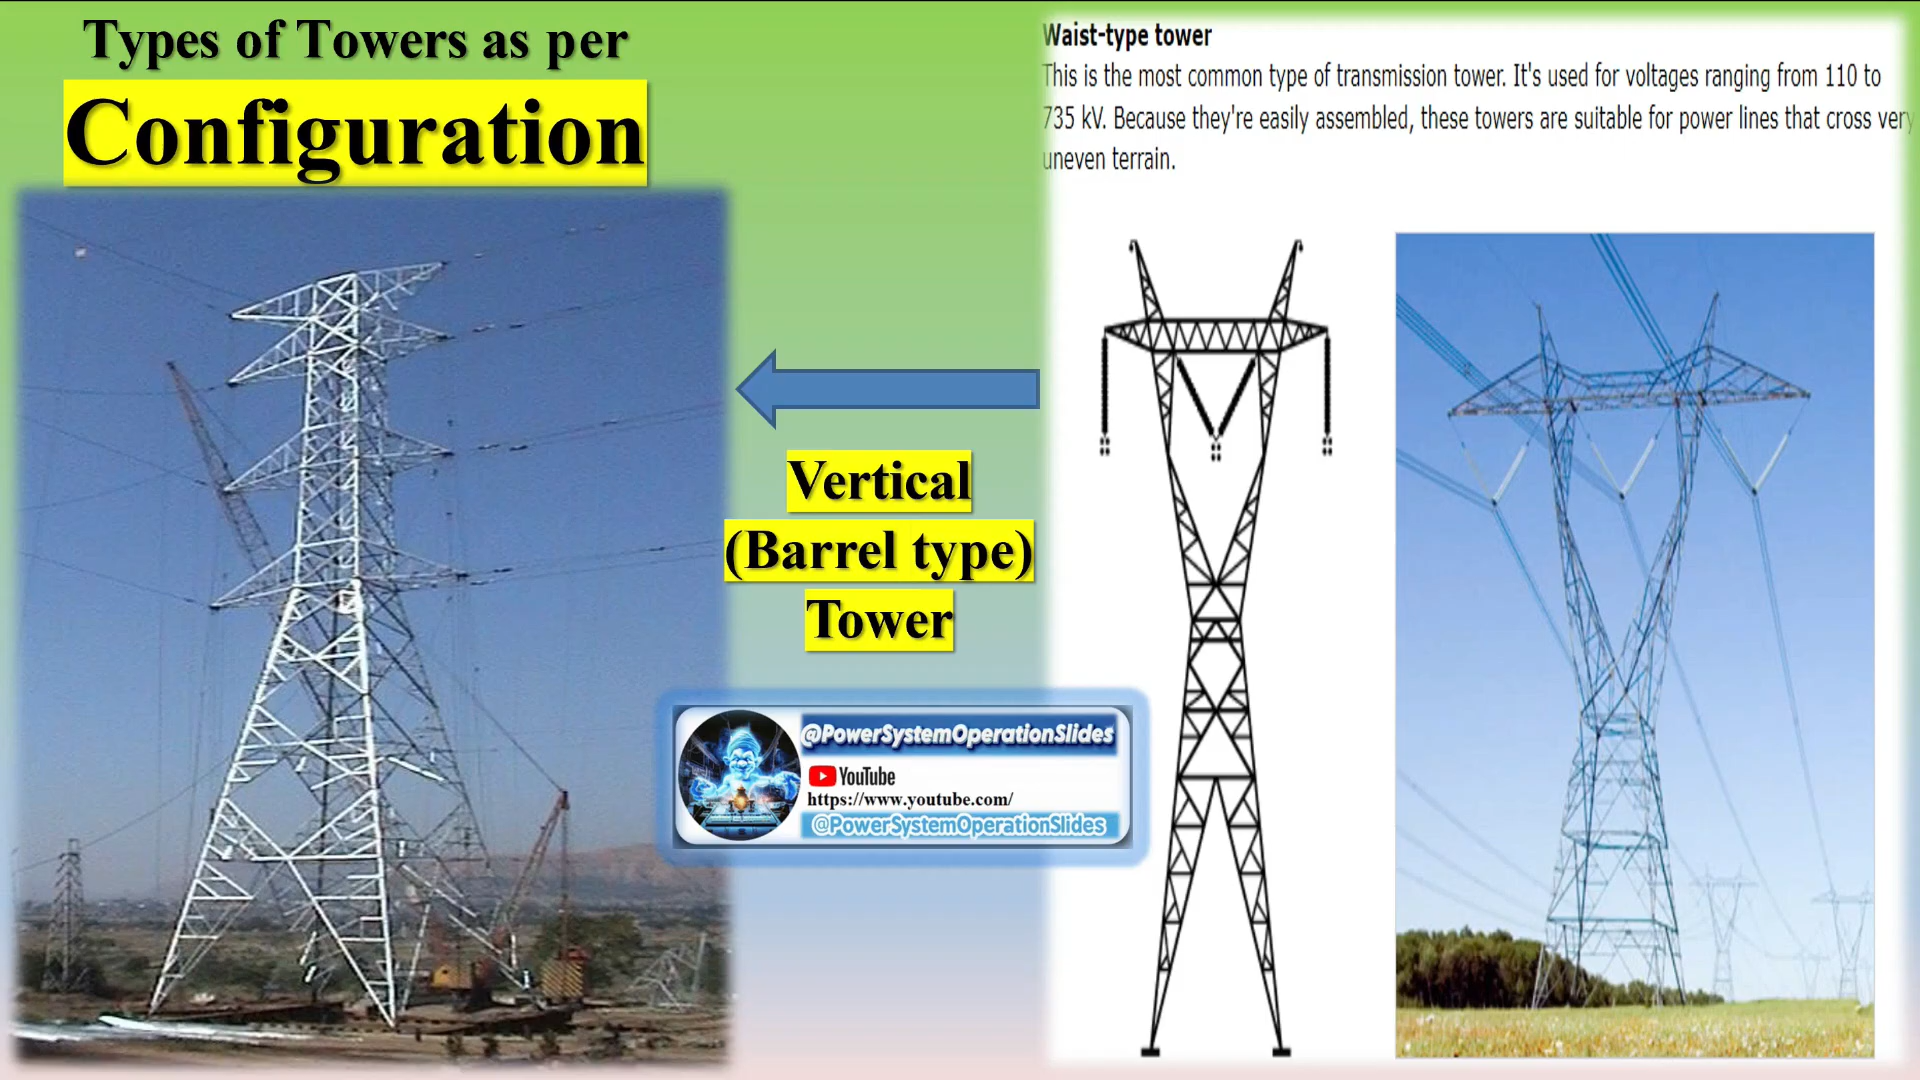 Types of Towers as per
Configuration
Waist-type tower
This is the most common type of transmission tower. It's used for voltages ranging from 110 to
735 kV. Because they're easily assembled, these towers are suitable for power lines that cross very
uneven terrain.
Vertical
(Barrel type)
Tower
@PowerSystemOperationSlides
YouTube
https://www.youtube.com/
@PowerSystemOperationSlides